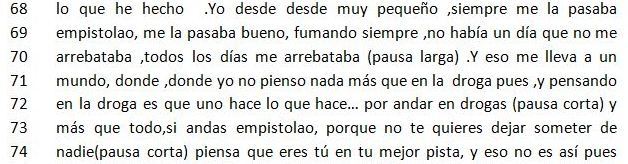 68 lo que he hecho .Yo desde desde muy pequeño ,siempre me la pasaba
69 empistolao, me la pasaba bueno, fumando siempre ,no había un día que no me
70 arrebataba ,todos los días me arrebataba (pausa larga) .Y eso me lleva a un
71 mundo, donde ,donde yo no pienso nada más que en la droga pues ,y pensando
72 en la droga es que uno hace lo que hace... por andar en drogas (pausa corta) y
73 más que todo,si andas empistolao, porque no te quieres dejar someter de
74 nadie(pausa corta) piensa que eres tú en tu mejor pista, y eso no es así pues